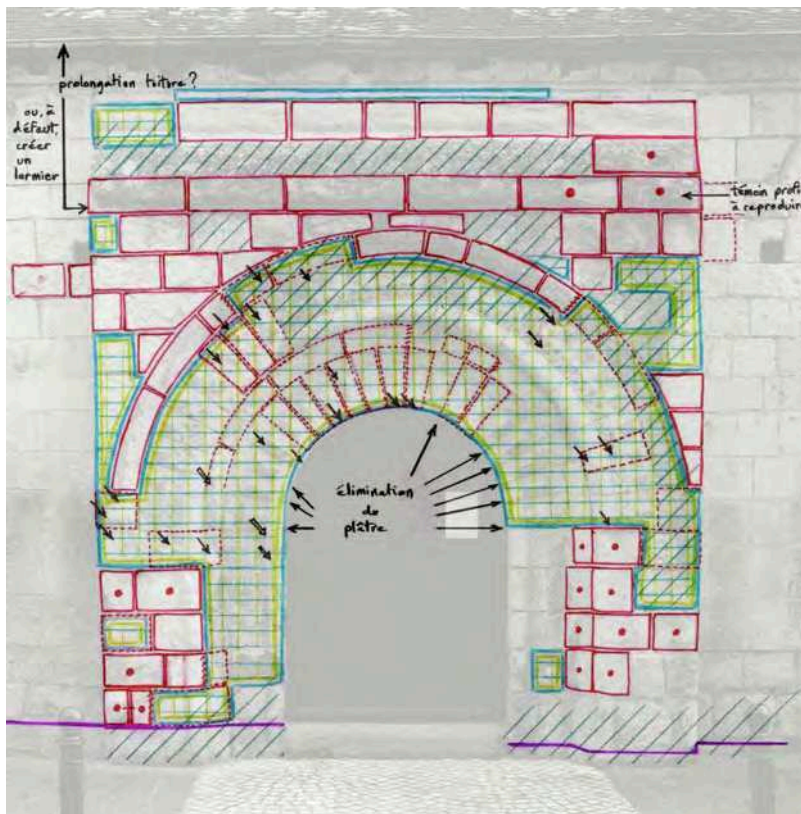 prolongation toiture ?
ou, à
défaut,
créer
un
larmier
témoin profil
à reproduire
élimination
de
plâtre